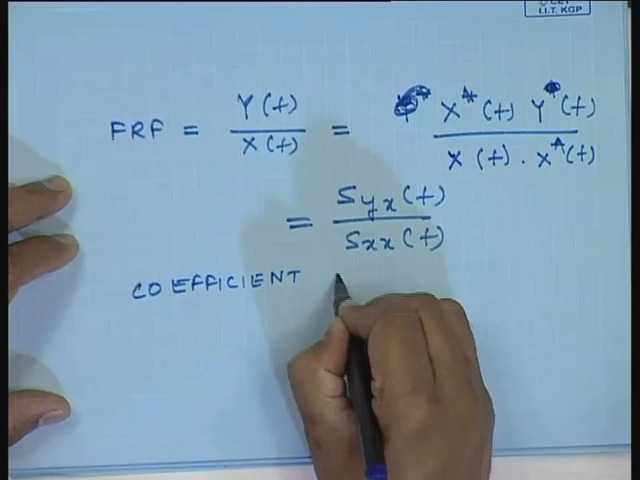 © CET
I.I.T. KGP
FRF = Y(f) / X(f) = X*(f) Y(f) / X(f) . X*(f)
= Syx(f) / Sxx(f)
COEFFICIENT